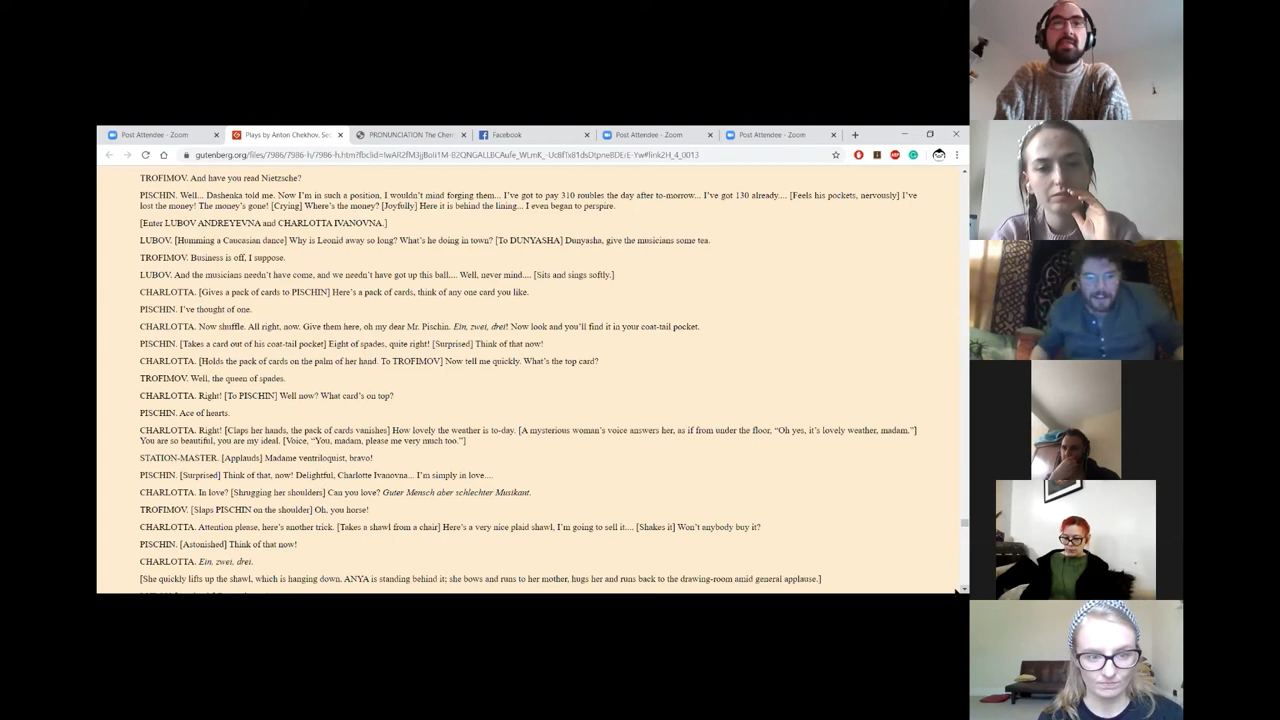 Post Attendee - Zoom
Plays by Anton Chekhov, Sec
PRONUNCIATION The Cher
Facebook
Post Attendee - Zoom
Post Attendee - Zoom
TROFIMOV. And have you read Nietzsche?
PISCHIN. Well... Dashenka told me. Now I'm in such a position, I wouldn't mind forging them... I've got to pay 310 roubles the day after to-morrow... I've got 130 already.... [Feels his pockets, nervously] I've
lost the money! The money's gone! [Crying] Where's the money? [Joyfully] Here it is behind the lining... I even began to perspire.
[Enter LUBOV ANDREYEVNA and CHARLOTTA IVANOVNA.]
LUBOV. [Humming a Caucasian dance] Why is Leonid away so long? What's he doing in town? [To DUNYASHA] Dunyasha, give the musicians some tea.
TROFIMOV. Business is off, I suppose.
LUBOV. And the musicians needn't have come, and we needn't have got up this ball.... Well, never mind.... [Sits and sings softly.]
CHARLOTTA. [Gives a pack of cards to PISCHIN] Here's a pack of cards, think of any one card you like.
PISCHIN. I've thought of one.
CHARLOTTA. Now shuffle. All right, now. Give them here, oh my dear Mr. Pischin. Ein, zwei, drei! Now look and you'll find it in your coat-tail pocket.
PISCHIN. [Takes a card out of his coat-tail pocket] Eight of spades, quite right! [Surprised] Think of that now!
CHARLOTTA. [Holds the pack of cards on the palm of her hand. To TROFIMOV] Now tell me quickly. What's the top card?
TROFIMOV. Well, the queen of spades.
CHARLOTTA. Right! [To PISCHIN] Well now? What card's on top?
PISCHIN. Ace of hearts.
CHARLOTTA. Right! [Claps her hands, the pack of cards vanishes] How lovely the weather is to-day. [A mysterious woman's voice answers her, as if from under the floor, "Oh yes, it's lovely weather, madam."]
You are so beautiful, you are my ideal. [Voice, "You, madam, please me very much too."]
STATION-MASTER. [Applauds] Madame ventriloquist, bravo!
PISCHIN. [Surprised] Think of that, now! Delightful, Charlotte Ivanovna... I'm simply in love....
CHARLOTTA. In love? [Shrugging her shoulders] Can you love? Guter Mensch aber schlechter Musikant.
TROFIMOV. [Slaps PISCHIN on the shoulder] Oh, you horse!
CHARLOTTA. Attention please, here's another trick. [Takes a shawl from a chair] Here's a very nice plaid shawl, I'm going to sell it.... [Shakes it] Won't anybody buy it?
PISCHIN. [Astonished] Think of that now!
CHARLOTTA. Ein, zwei, drei.
[She quickly lifts up the shawl, which is hanging down. ANYA is standing behind it; she bows and runs to her mother, hugs her and runs back to the drawing-room amid general applause.]